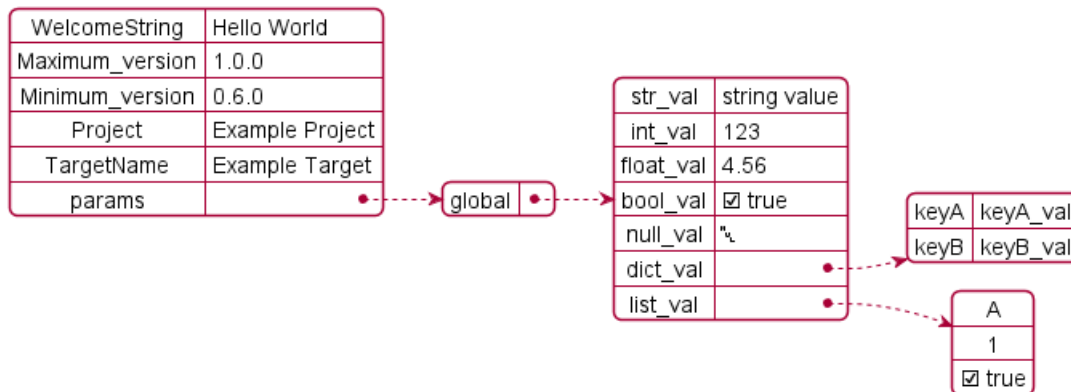 WelcomeString Hello World
Maximum_version 1.0.0
Minimum_version 0.6.0
Project Example Project
TargetName Example Target
params
global
str_val string value
int_val 123
float_val 4.56
bool_val ☑ true
null_val
dict_val
list_val
keyA keyA_val
keyB keyB_val
A
1
☑ true